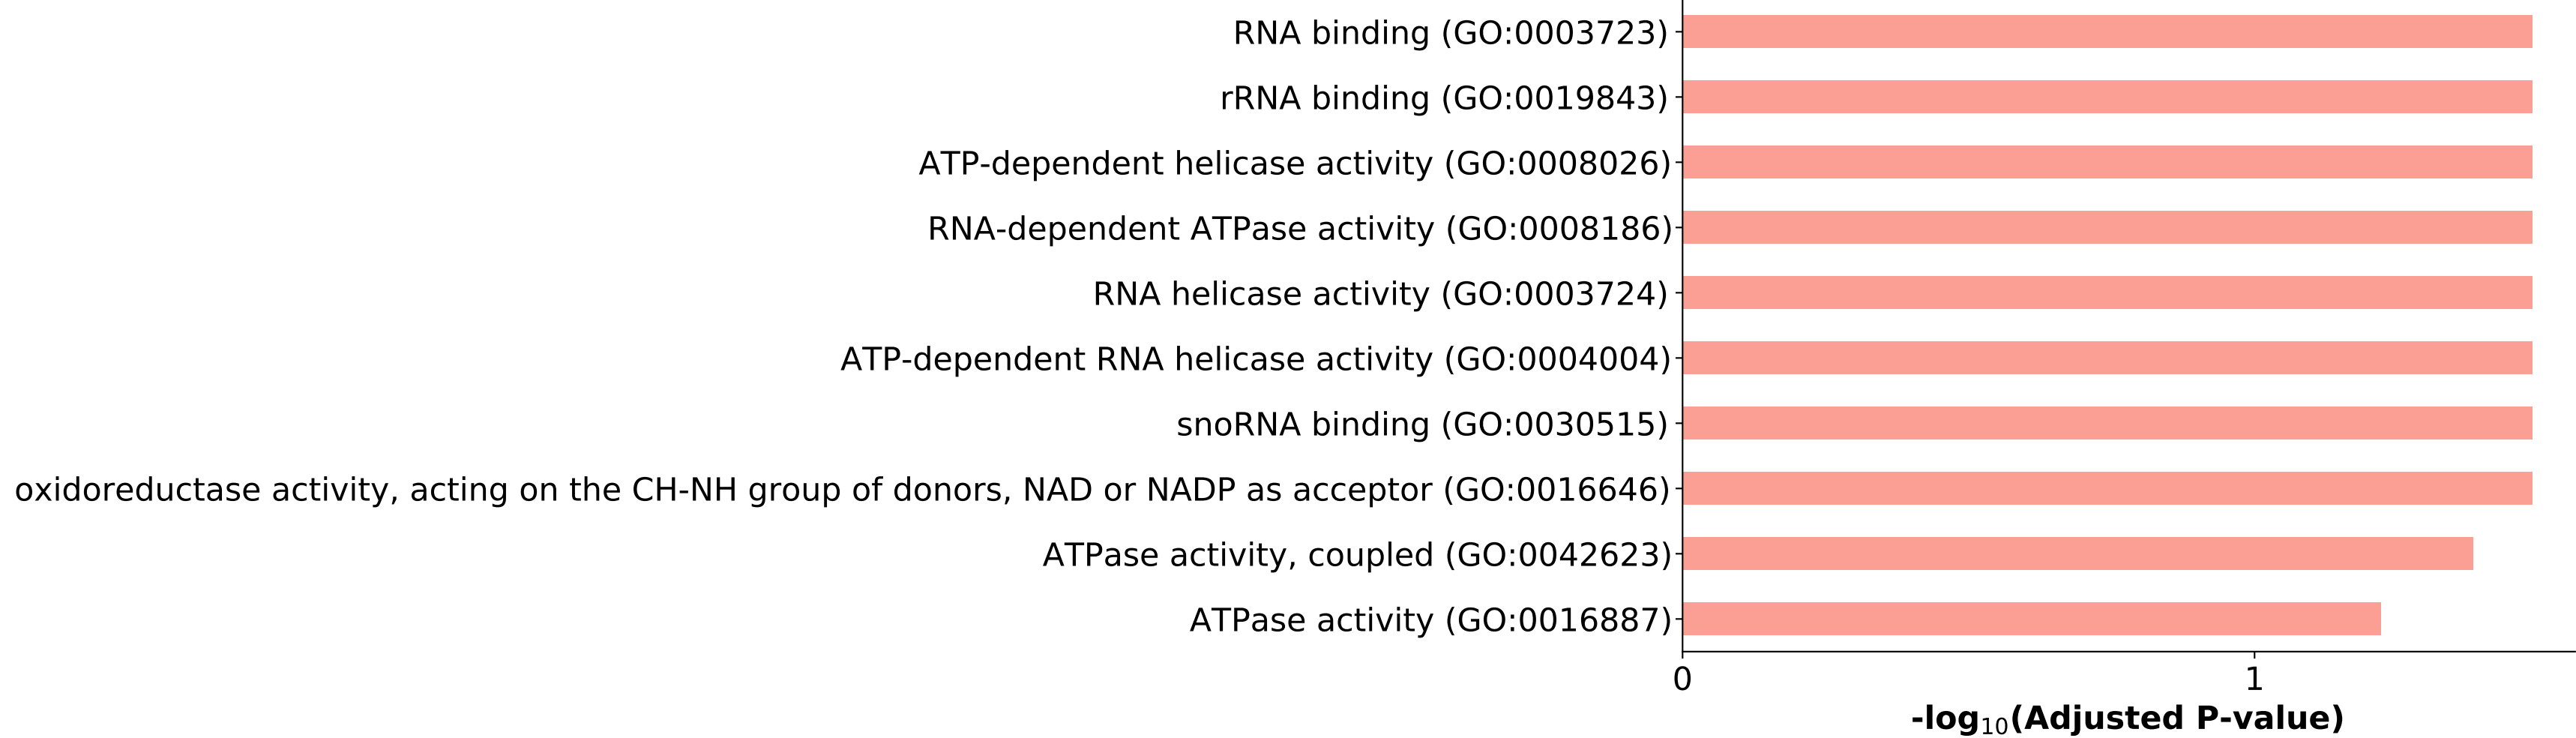 RNA binding (GO:0003723)
rRNA binding (GO:0019843)
ATP-dependent helicase activity (GO:0008026)
RNA-dependent ATPase activity (GO:0008186)
RNA helicase activity (GO:0003724)
ATP-dependent RNA helicase activity (GO:0004004)
snoRNA binding (GO:0030515)
oxidoreductase activity, acting on the CH-NH group of donors, NAD or NADP as acceptor (GO:0016646)
ATPase activity, coupled (GO:0042623)
ATPase activity (GO:0016887)
0 1
-log₁₀(Adjusted P-value)